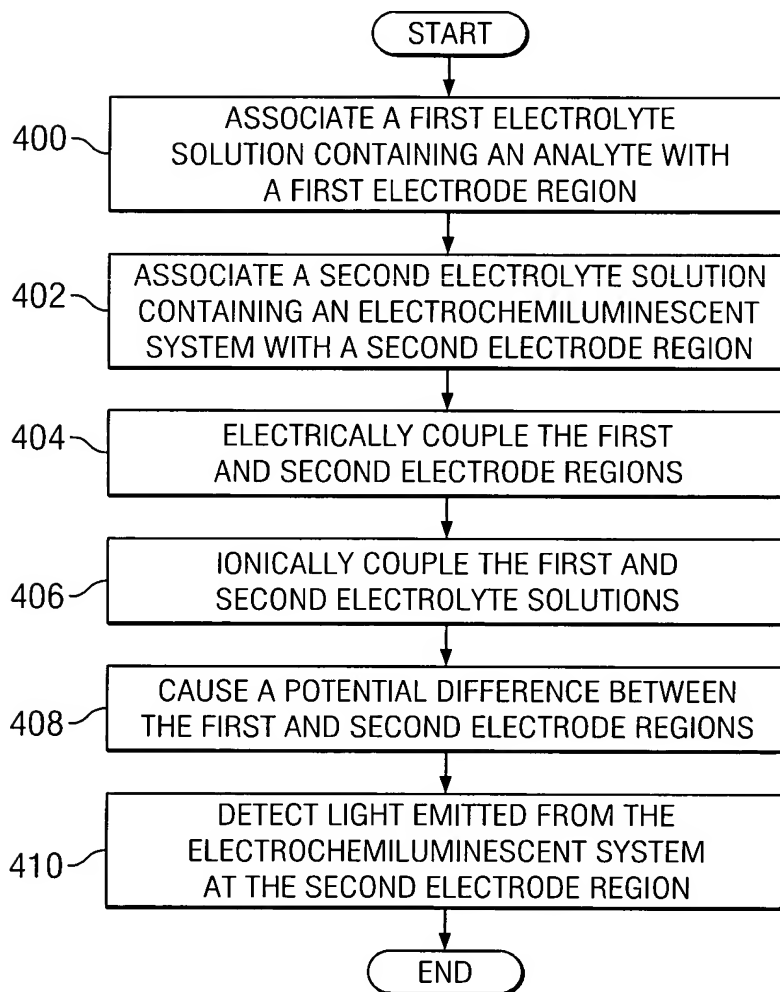 START
400
ASSOCIATE A FIRST ELECTROLYTE
SOLUTION CONTAINING AN ANALYTE WITH
A FIRST ELECTRODE REGION
402
ASSOCIATE A SECOND ELECTROLYTE SOLUTION
CONTAINING AN ELECTROCHEMILUMINESCENT
SYSTEM WITH A SECOND ELECTRODE REGION
404
ELECTRICALLY COUPLE THE FIRST
AND SECOND ELECTRODE REGIONS
406
IONICALLY COUPLE THE FIRST AND
SECOND ELECTROLYTE SOLUTIONS
408
CAUSE A POTENTIAL DIFFERENCE BETWEEN
THE FIRST AND SECOND ELECTRODE REGIONS
410
DETECT LIGHT EMITTED FROM THE
ELECTROCHEMILUMINESCENT SYSTEM
AT THE SECOND ELECTRODE REGION
END